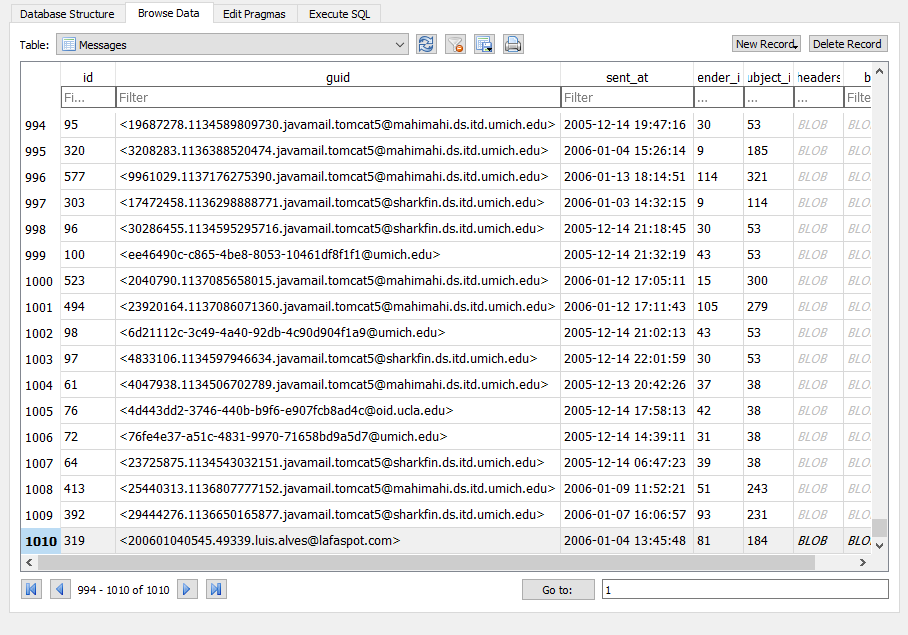 Database Structure Browse Data Edit Pragmas Execute SQL
Table: Messages New Record Delete Record
id guid sent_at ender_i ubject_i headers b
Fi... Filter Filter ... ... ... Filte
994 95 <19687278.1134589809730.javamail.tomcat5@mahimahi.ds.itd.umich.edu> 2005-12-14 19:47:16 30 53 BLOB BLO
995 320 <3208283.1136388520474.javamail.tomcat5@mahimahi.ds.itd.umich.edu> 2006-01-04 15:26:14 9 185 BLOB BLO
996 577 <9961029.1137176275390.javamail.tomcat5@mahimahi.ds.itd.umich.edu> 2006-01-13 18:14:51 114 321 BLOB BLO
997 303 <17472458.1136298888771.javamail.tomcat5@sharkfin.ds.itd.umich.edu> 2006-01-03 14:32:15 9 114 BLOB BLO
998 96 <30286455.1134595295716.javamail.tomcat5@sharkfin.ds.itd.umich.edu> 2005-12-14 21:18:45 30 53 BLOB BLO
999 100 <ee46490c-c865-4be8-8053-10461df8f1f1@umich.edu> 2005-12-14 21:32:19 43 53 BLOB BLO
1000 523 <2040790.1137085658015.javamail.tomcat5@mahimahi.ds.itd.umich.edu> 2006-01-12 17:05:11 15 300 BLOB BLO
1001 494 <23920164.1137086071360.javamail.tomcat5@mahimahi.ds.itd.umich.edu> 2006-01-12 17:11:43 105 279 BLOB BLO
1002 98 <6d21112c-3c49-4a40-92db-4c90d904f1a9@umich.edu> 2005-12-14 21:02:13 43 53 BLOB BLO
1003 97 <4833106.1134597946634.javamail.tomcat5@sharkfin.ds.itd.umich.edu> 2005-12-14 22:01:59 30 53 BLOB BLO
1004 61 <4047938.1134506702789.javamail.tomcat5@mahimahi.ds.itd.umich.edu> 2005-12-13 20:42:26 37 38 BLOB BLO
1005 76 <4d443dd2-3746-440b-b9f6-e907fcb8ad4c@oid.ucla.edu> 2005-12-14 17:58:13 42 38 BLOB BLO
1006 72 <76fe4e37-a51c-4831-9970-71658bd9a5d7@umich.edu> 2005-12-14 14:39:11 31 38 BLOB BLO
1007 64 <23725875.1134543032151.javamail.tomcat5@sharkfin.ds.itd.umich.edu> 2005-12-14 06:47:23 39 38 BLOB BLO
1008 413 <25440313.1136807777152.javamail.tomcat5@mahimahi.ds.itd.umich.edu> 2006-01-09 11:52:21 51 243 BLOB BLO
1009 392 <29444276.1136650165877.javamail.tomcat5@sharkfin.ds.itd.umich.edu> 2006-01-07 16:06:57 93 231 BLOB BLO
1010 319 <200601040545.49339.luis.alves@lafaspot.com> 2006-01-04 13:45:48 81 184 BLOB BLO
994 - 1010 of 1010 Go to: 1